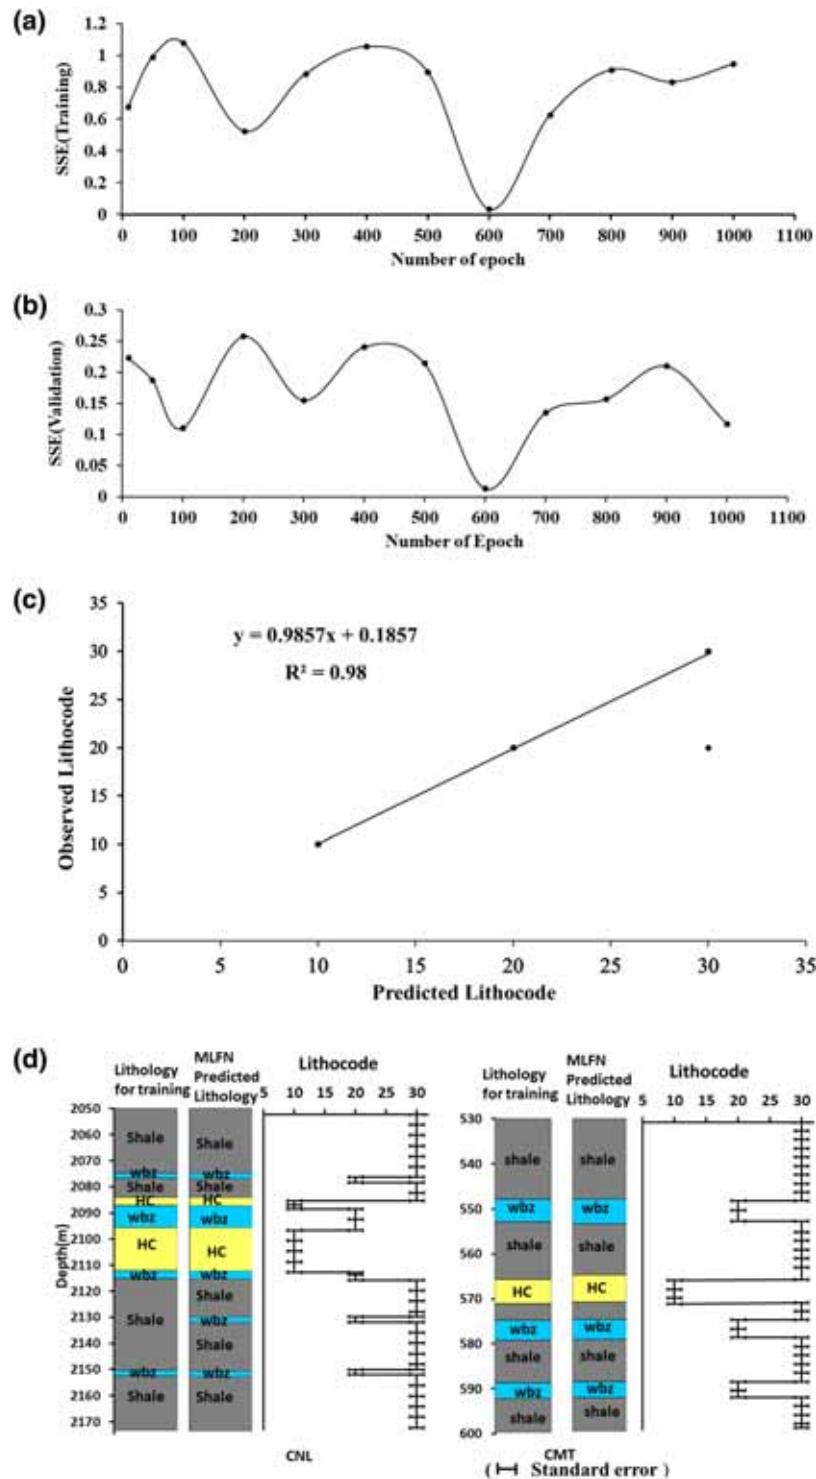 (a)
1.2
1
0.8
0.6
0.4
0.2
0
SSE(Training)
0 100 200 300 400 500 600 700 800 900 1000 1100
Number of epoch
(b)
0.3
0.25
0.2
0.15
0.1
0.05
0
SSE(Validation)
0 100 200 300 400 500 600 700 800 900 1000 1100
Number of Epoch
(c)
35
30
25
20
15
10
5
0
Observed Lithocode
y = 0.9857x + 0.1857
R² = 0.98
0 5 10 15 20 25 30 35
Predicted Lithocode
(d)
Lithology
for training
MLFN
Predicted
Lithology
Lithocode
5 10 15 20 25 30
2050
2060
2070
2080
2090
2100
2110
2130
2150
2160
2170
Depth(m)
Shale
wbz
Shale
HC
wbz
HC
wbz
Shale
wbz
Shale
Shale
wbz
Shale
HC
wbz
HC
wbz
Shale
wbz
Shale
wbz
Shale
CNL
Lithology
for training
MLFN
Predicted
Lithology
Lithocode
5 10 15 20 25 30
530
540
550
560
570
580
590
600
shale
wbz
shale
HC
wbz
shale
wbz
shale
shale
wbz
shale
HC
wbz
shale
wbz
shale
CMT
( Standard error )